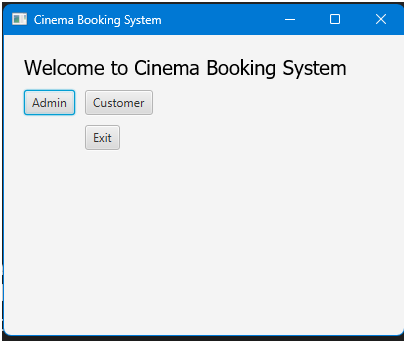 Cinema Booking System
Welcome to Cinema Booking System
Admin Customer
Exit